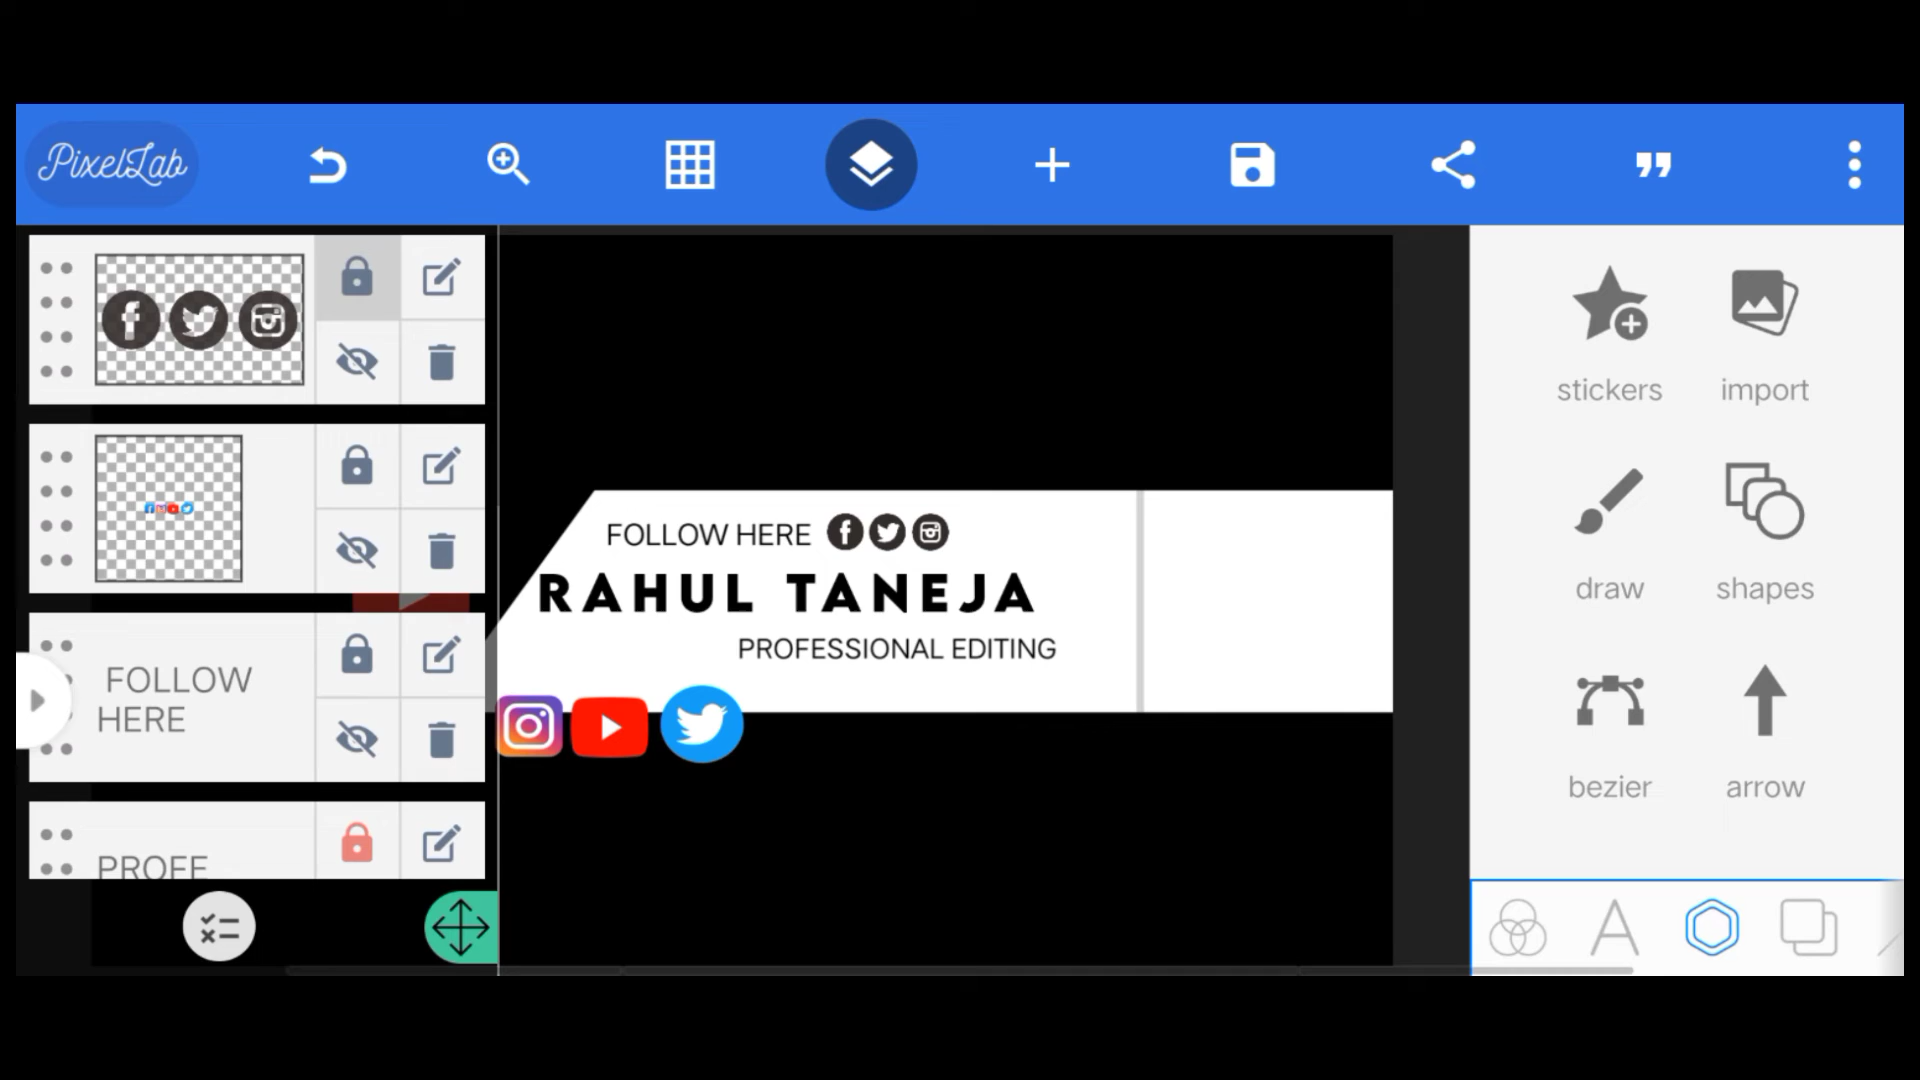 PixelLab
FOLLOW
HERE
PROFE
FOLLOW HERE
RAHUL TANEJA
PROFESSIONAL EDITING
stickers
import
draw
shapes
bezier
arrow